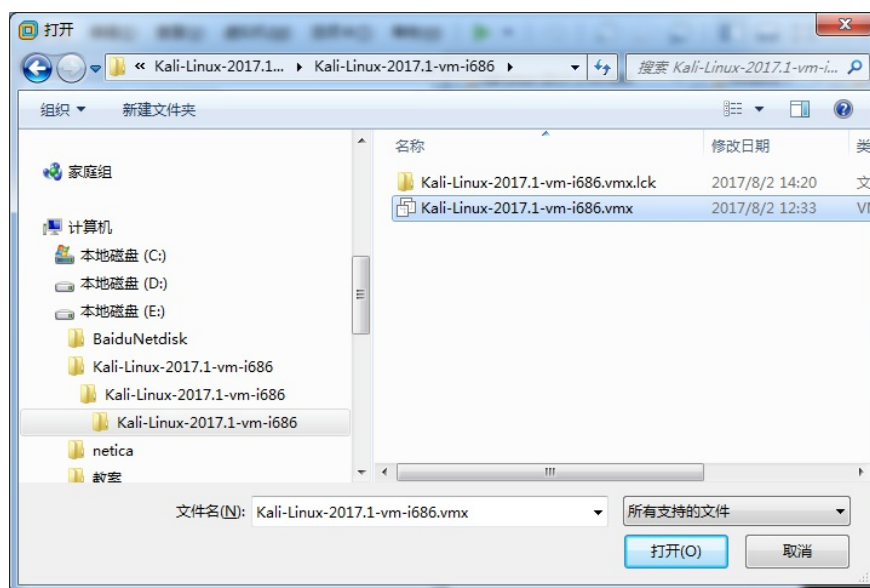 打开
« Kali-Linux-2017.1... ▸ Kali-Linux-2017.1-vm-i686 ▸
搜索 Kali-Linux-2017.1-vm-i...
组织
新建文件夹
家庭组
计算机
本地磁盘 (C:)
本地磁盘 (D:)
本地磁盘 (E:)
BaiduNetdisk
Kali-Linux-2017.1-vm-i686
Kali-Linux-2017.1-vm-i686
Kali-Linux-2017.1-vm-i686
netica
教案
名称 修改日期 类
Kali-Linux-2017.1-vm-i686.vmx.lck 2017/8/2 14:20 文
Kali-Linux-2017.1-vm-i686.vmx 2017/8/2 12:33 VM
文件名(N): Kali-Linux-2017.1-vm-i686.vmx 所有支持的文件
打开(O) 取消